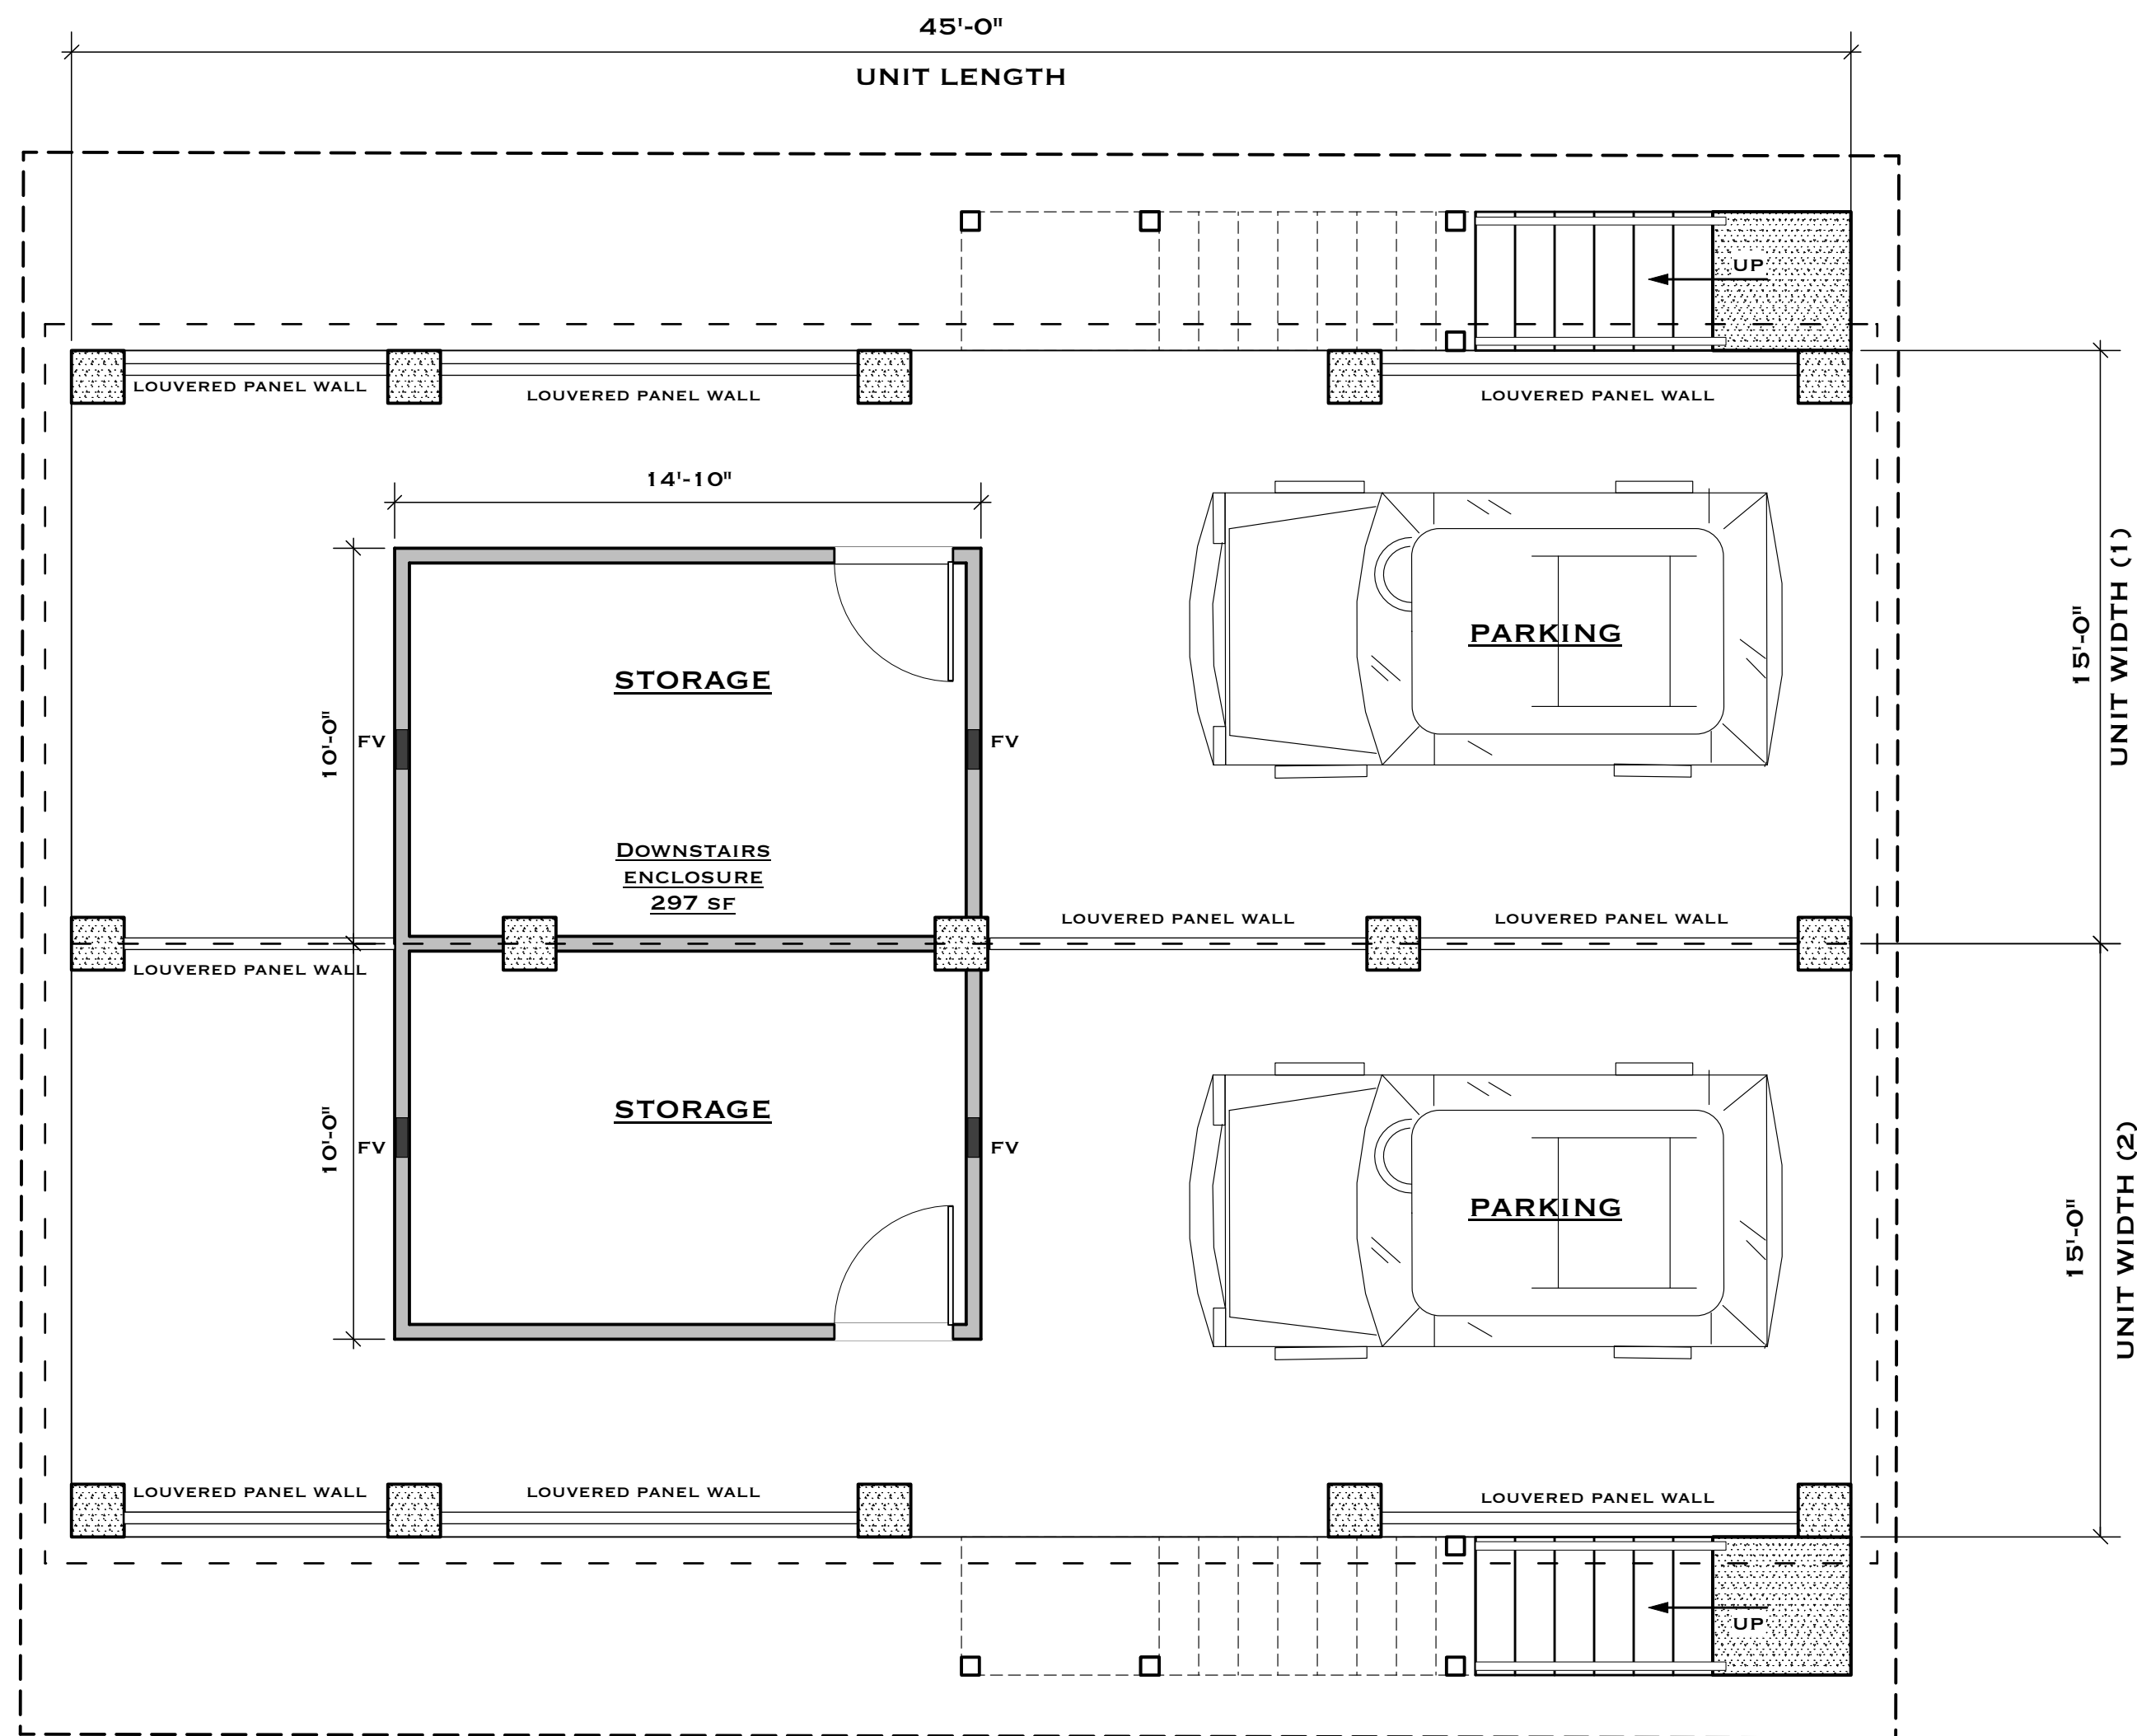 45'-0"
UNIT LENGTH
UP
LOUVERED PANEL WALL
LOUVERED PANEL WALL
LOUVERED PANEL WALL
14'-10"
PARKING
15'-0"
UNIT WIDTH (1)
STORAGE
10'-0"
FV
FV
DOWNSTAIRS
ENCLOSURE
297 SF
LOUVERED PANEL WALL
LOUVERED PANEL WALL
LOUVERED PANEL WALL
STORAGE
10'-0"
FV
FV
PARKING
15'-0"
UNIT WIDTH (2)
LOUVERED PANEL WALL
LOUVERED PANEL WALL
LOUVERED PANEL WALL
UP